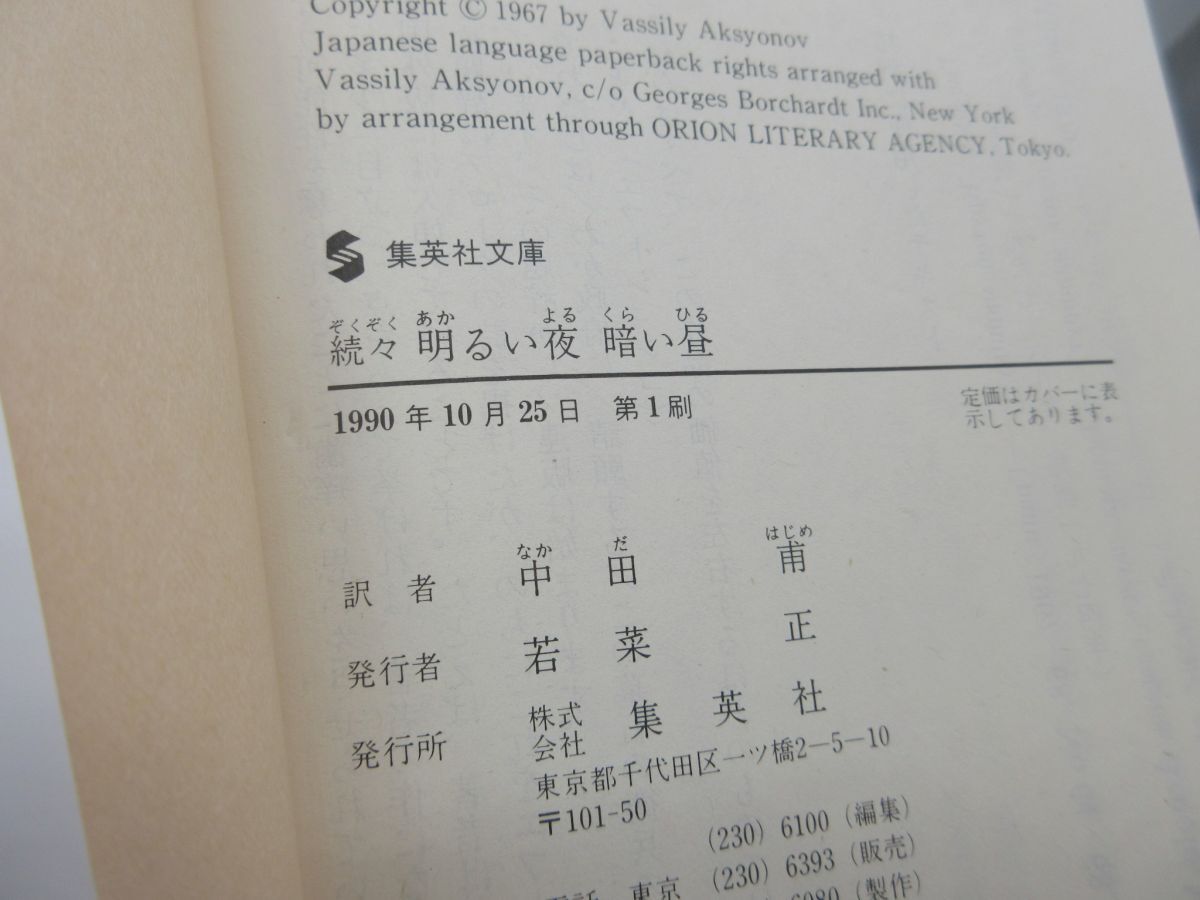 Copyright © 1967 by Vassily Aksyonov
Japanese language paperback rights arranged with
Vassily Aksyonov, c/o Georges Borchardt Inc., New York
by arrangement through ORION LITERARY AGENCY, Tokyo.
集英社文庫
ぞくぞく あか よる くら ひる
続々 明るい夜 暗い昼
1990年10月25日 第1刷
定価はカバーに表
示してあります。
なか だ はじめ
訳者 中田 甫
発行者 若菜 正
発行所 株式会社 集英社
東京都千代田区一ツ橋2-5-10
〒101-50
(230) 6100 (編集)
東京 (230) 6393 (販売)
6080 (製作)